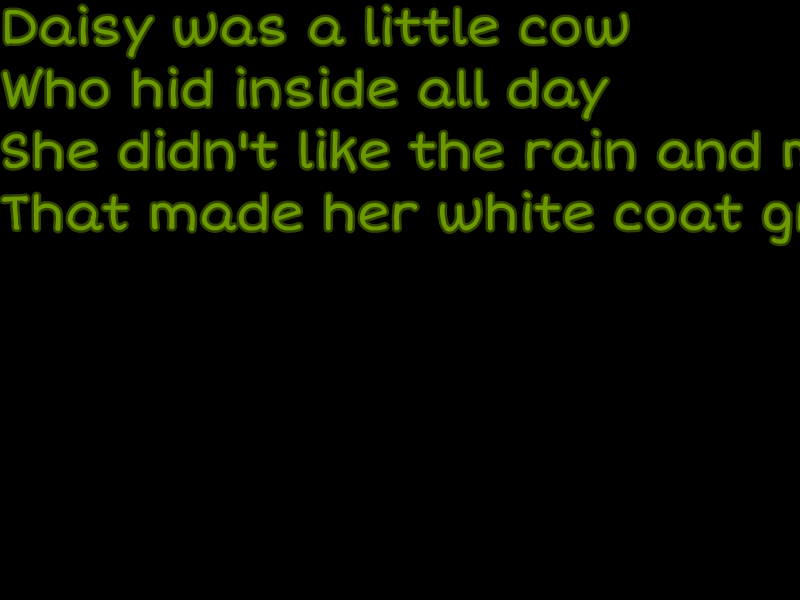 Daisy was a little cow
Who hid inside all day
She didn't like the rain and
That made her white coat